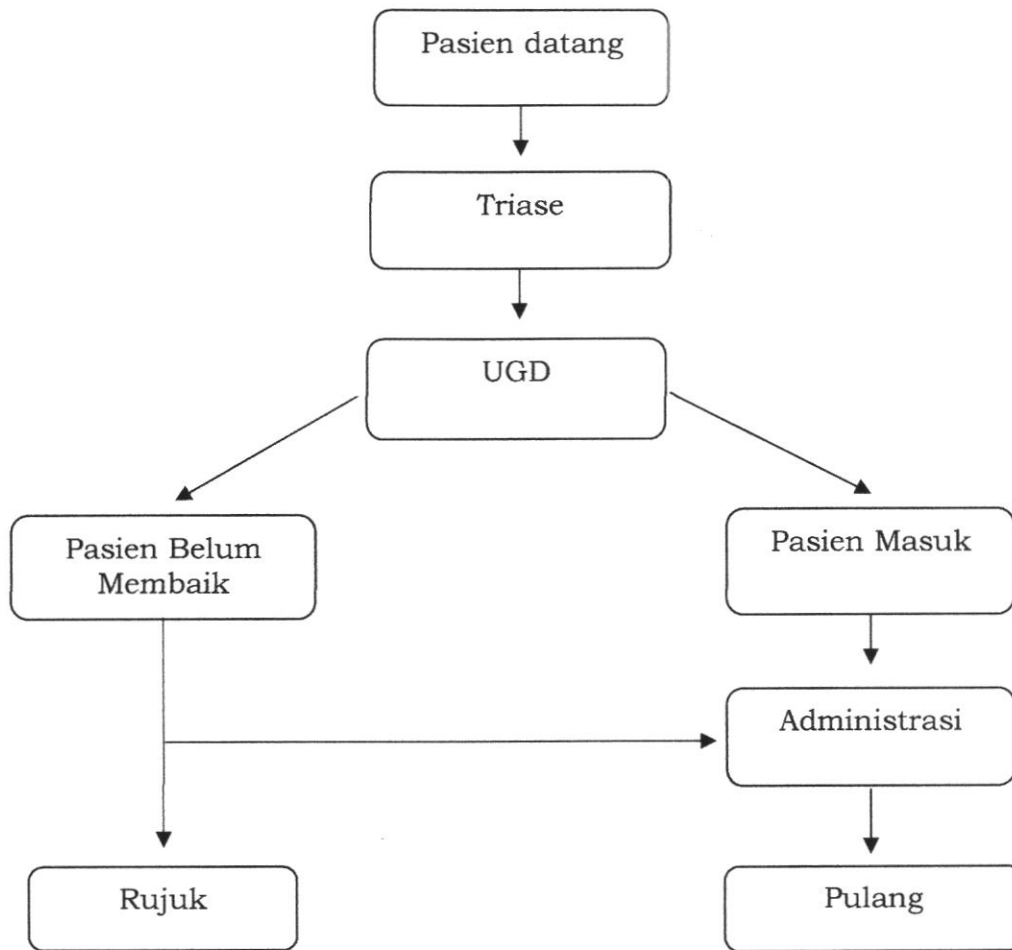 Pasien datang
Triase
UGD
Pasien Belum
Membaik
Pasien Masuk
Administrasi
Rujuk
Pulang